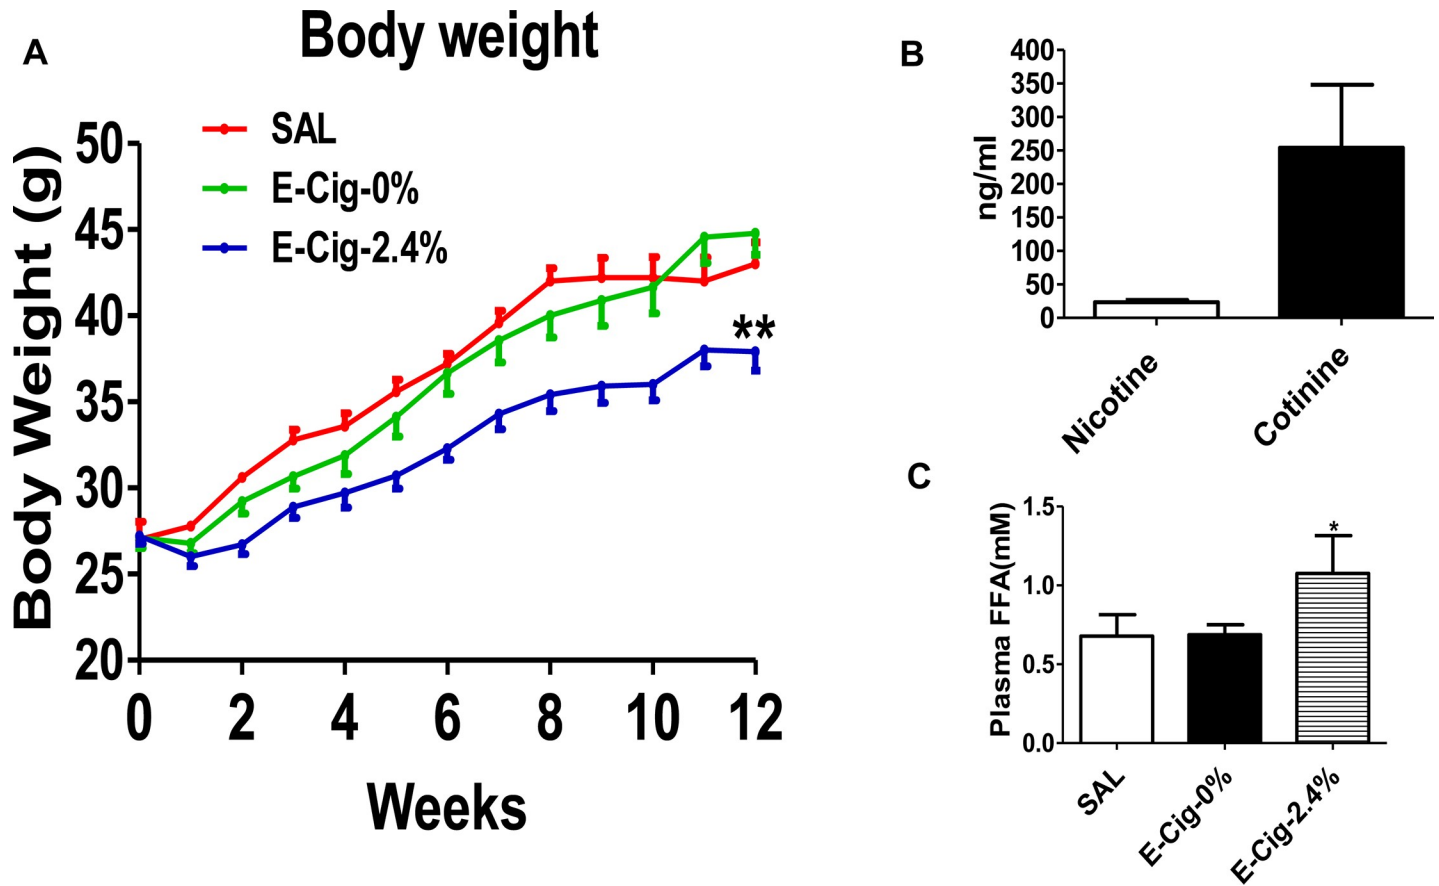 A
Body weight
SAL
E-Cig-0%
E-Cig-2.4%
Body Weight (g)
50
45
40
35
30
25
20
**
0 2 4 6 8 10 12
Weeks
B
ng/ml
400
350
300
250
200
150
100
50
0
Nicotine
Cotinine
C
Plasma FFA(mM)
1.5
1.0
0.5
0.0
*
SAL
E-Cig-0%
E-Cig-2.4%